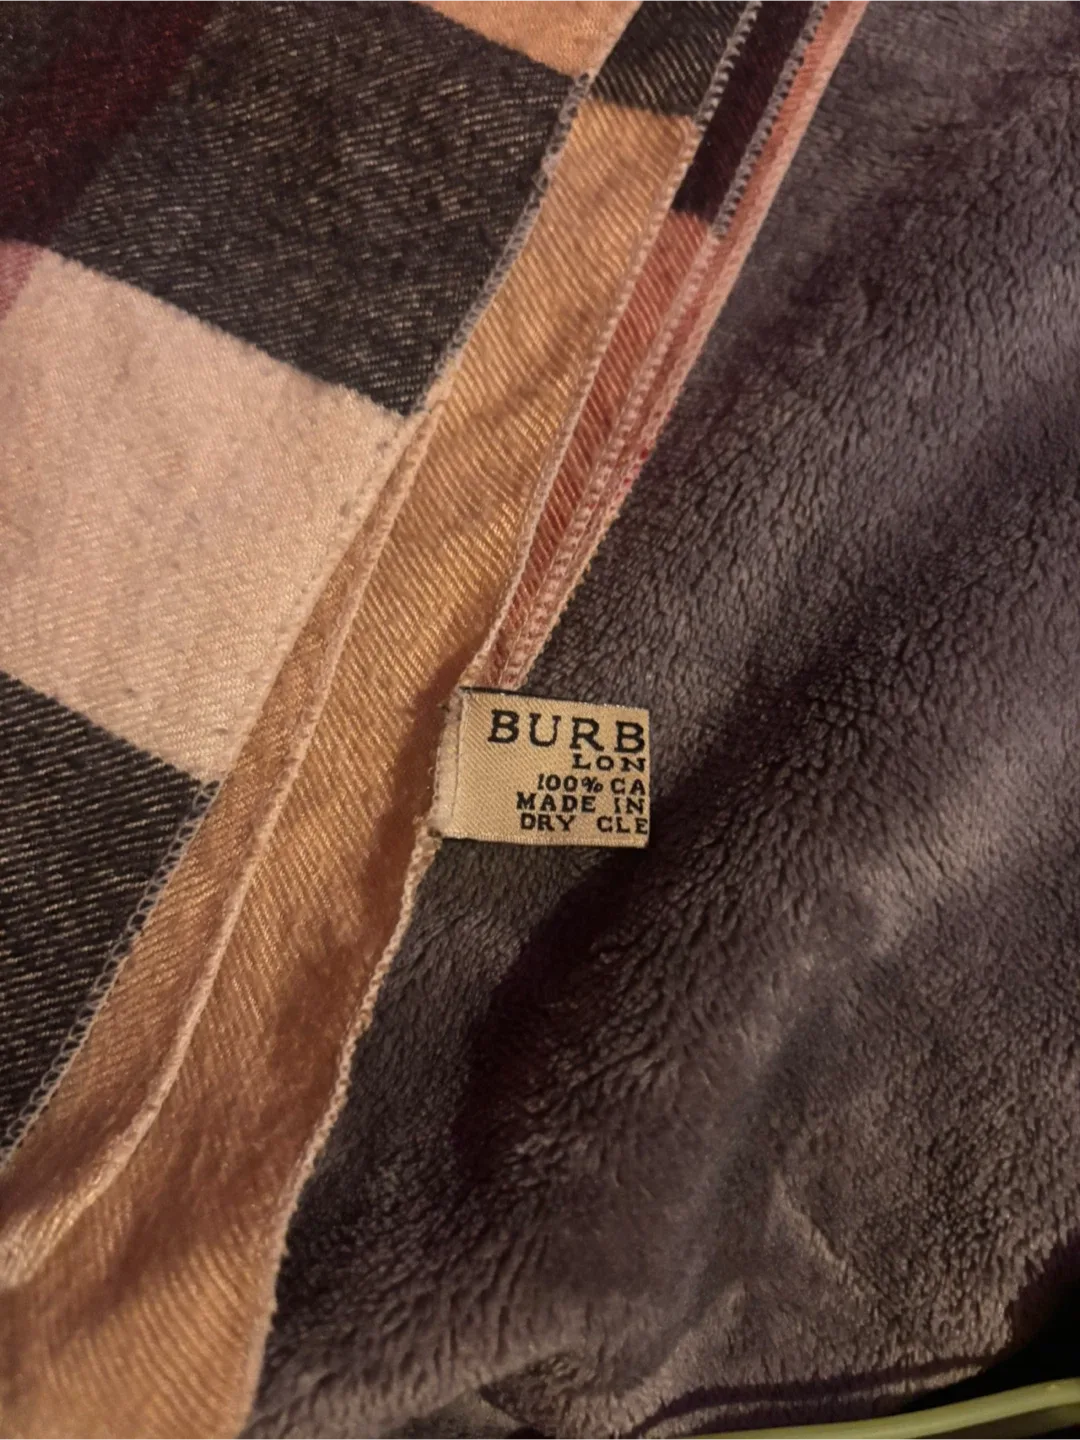 BURB
LON
100% CA
MADE IN
DRY CLE